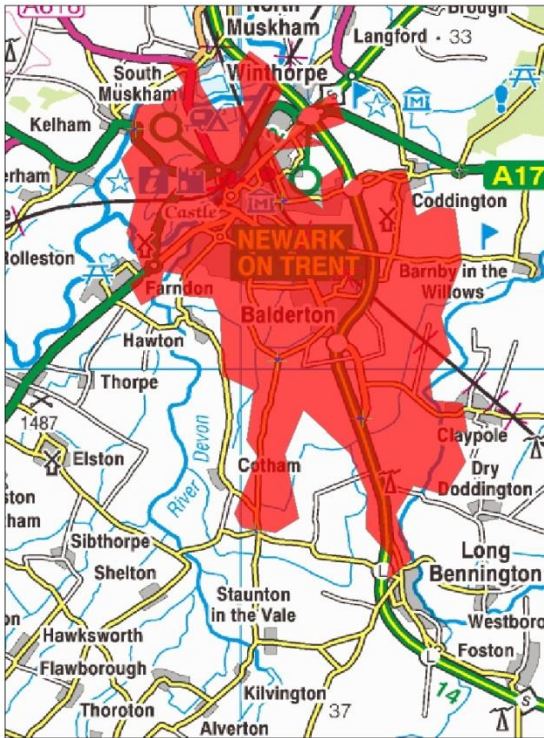 A616
North
Muskham
Brough
Langford
33
South
Muskham
Winthorpe
Kelham
A17
Coddington
Castle
NEWARK
ON TRENT
Rolleston
Farndon
Barnby in the
Willows
Balderton
Hawton
Thorpe
1487
Elston
River Devon
Cotham
Claypole
Dry
Doddington
Sibthorpe
Shelton
Long
Bennington
L
Staunton
in the Vale
Hawksworth
Flawborough
Foston
L
Thoroton
Kilvington
14
S
Alverton
37